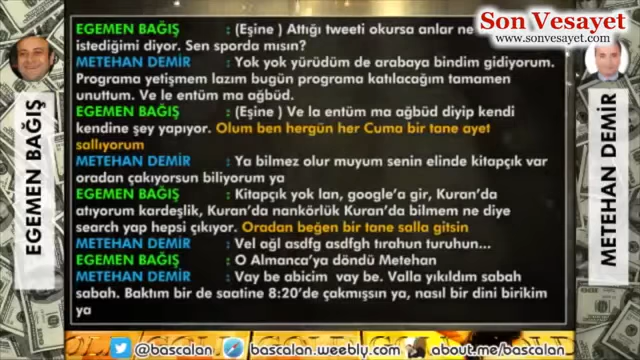 Son Vesayet
www.sonvesayet.com
EGEMEN BAĞIŞ : (Eşine ) Attığı tweeti okursa anlar ne
istediğimi diyor. Sen sporda mısın?
METEHAN DEMİR : Yok yok yürüdüm de arabaya bindim gidiyorum.
Programa yetişmem lazım bugün programa katılacağım tamamen
unuttum. Ve le entüm ma ağbüd.
EGEMEN BAĞIŞ : (Eşine ) Ve la entüm ma ağbüd diyip kendi
kendine şey yapıyor. Olum ben hergün her Cuma bir tane ayet
sallıyorum
METEHAN DEMİR : Ya bilmez olur muyum senin elinde kitapçık var
oradan çakıyorsun biliyorum ya
EGEMEN BAĞIŞ : Kitapçık yok lan, google’a gir, Kuran’da
atıyorum kardeşlik, Kuran’da nankörlük Kuran’da bilmem ne diye
search yap hepsi çıkıyor. Oradan beğen bir tane salla gitsin
METEHAN DEMİR : Vel ağl asdfg asdfgh tırahun turuhun...
EGEMEN BAĞIŞ : O Almanca’ya döndü Metehan
METEHAN DEMİR : Vay be abicim vay be. Valla yıkıldım sabah
sabah. Baktım bir de saatine 8:20’de çakmışsın ya, nasıl bir dini birikim
ya
EGEMEN BAĞIŞ
METEHAN DEMİR
@bascalan bascalan.weebly.com about.me/bascalan